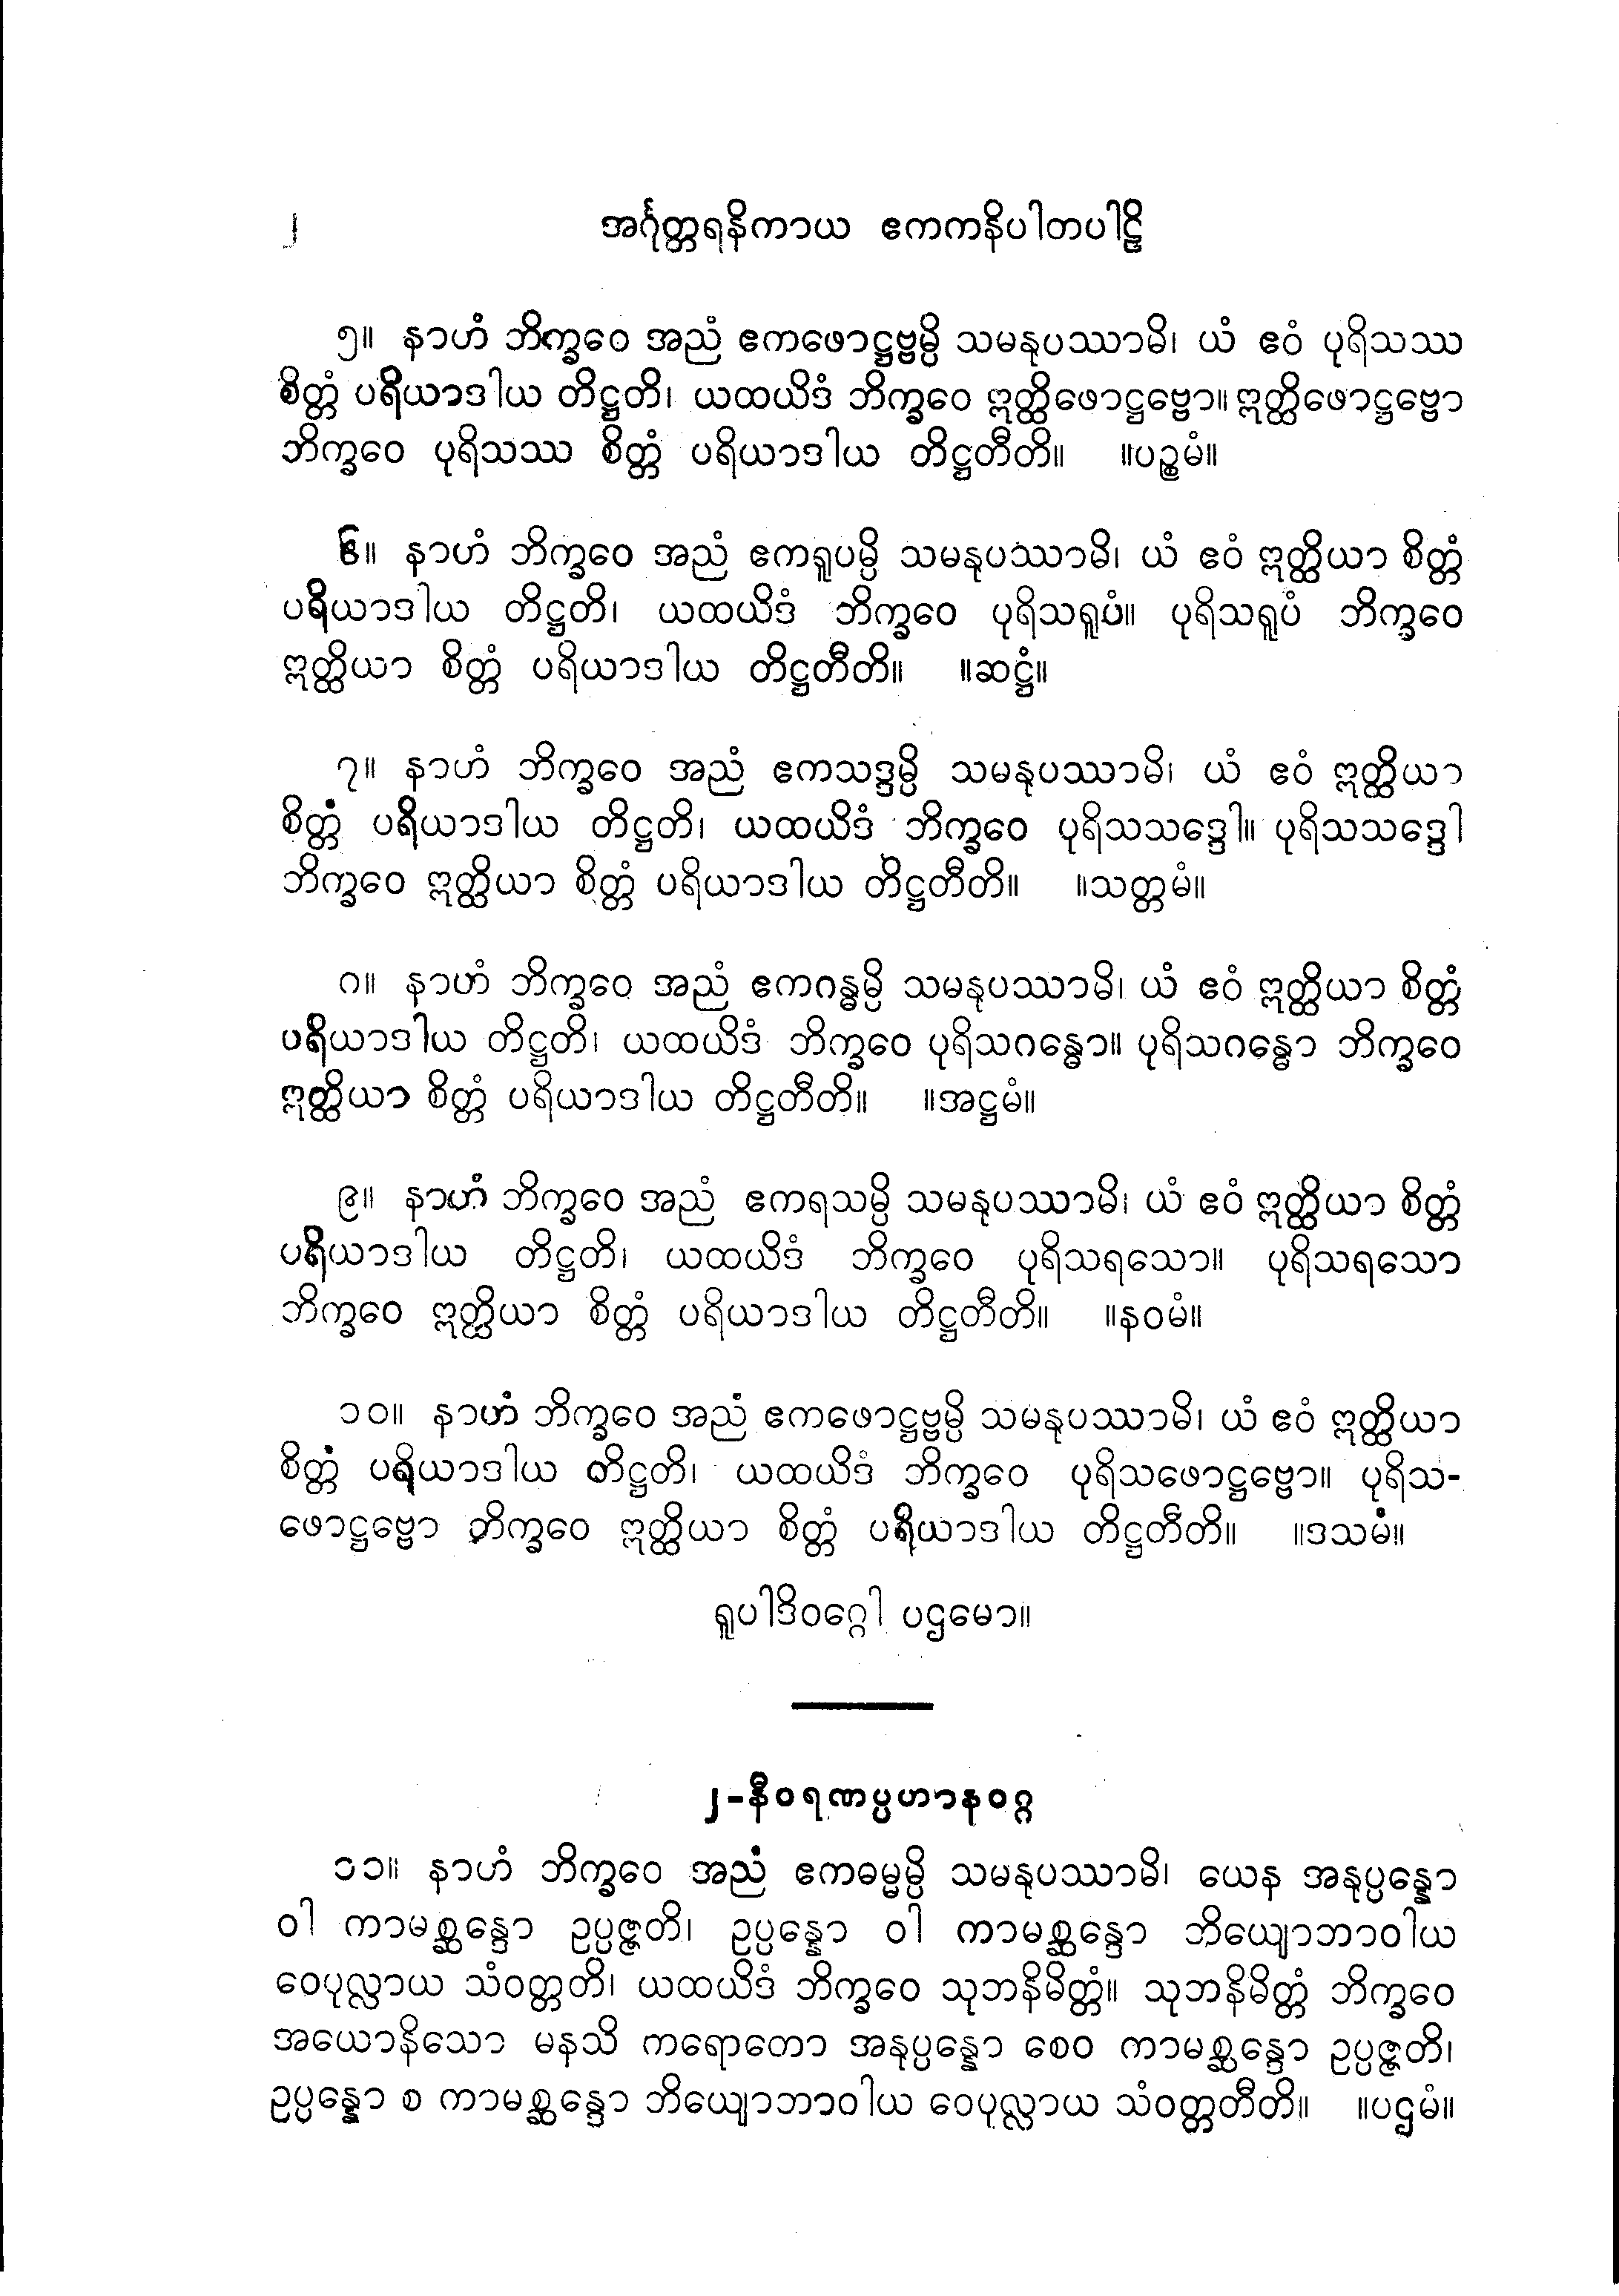 ၂ အင်္ဂုတ္တရနိကာယ ဧကကနိပါတပါဠိ
၅။ နာဟံ ဘိက္ခဝေ အညံ ဧကဖောဋ္ဌဗ္ဗမ္ပိ သမနုပဿာမိ၊ ယံ ဧဝံ ပုရိသဿ
စိတ္တံ ပရိယာဒါယ တိဋ္ဌတိ၊ ယထယိဒံ ဘိက္ခဝေ ဣတ္ထိဖောဋ္ဌဗ္ဗော။ ဣတ္ထိဖောဋ္ဌဗ္ဗော
ဘိက္ခဝေ ပုရိသဿ စိတ္တံ ပရိယာဒါယ တိဋ္ဌတီတိ။ ။ပဉ္စမံ။
၆။ နာဟံ ဘိက္ခဝေ အညံ ဧကရူပမ္ပိ သမနုပဿာမိ၊ ယံ ဧဝံ ဣတ္ထိယာ စိတ္တံ
ပရိယာဒါယ တိဋ္ဌတိ၊ ယထယိဒံ ဘိက္ခဝေ ပုရိသရူပံ။ ပုရိသရူပံ ဘိက္ခဝေ
ဣတ္ထိယာ စိတ္တံ ပရိယာဒါယ တိဋ္ဌတီတိ။ ။ဆဋ္ဌံ။
၇။ နာဟံ ဘိက္ခဝေ အညံ ဧကသဒ္ဒမ္ပိ သမနုပဿာမိ၊ ယံ ဧဝံ ဣတ္ထိယာ
စိတ္တံ ပရိယာဒါယ တိဋ္ဌတိ၊ ယထယိဒံ ဘိက္ခဝေ ပုရိသသဒ္ဒေါ။ ပုရိသသဒ္ဒေါ
ဘိက္ခဝေ ဣတ္ထိယာ စိတ္တံ ပရိယာဒါယ တိဋ္ဌတီတိ။ ။သတ္တမံ။
၈။ နာဟံ ဘိက္ခဝေ အညံ ဧကဂန္ဓမ္ပိ သမနုပဿာမိ၊ ယံ ဧဝံ ဣတ္ထိယာ စိတ္တံ
ပရိယာဒါယ တိဋ္ဌတိ၊ ယထယိဒံ ဘိက္ခဝေ ပုရိသဂန္ဓော။ ပုရိသဂန္ဓော ဘိက္ခဝေ
ဣတ္ထိယာ စိတ္တံ ပရိယာဒါယ တိဋ္ဌတီတိ။ ။အဋ္ဌမံ။
၉။ နာဟံ ဘိက္ခဝေ အညံ ဧကရသမ္ပိ သမနုပဿာမိ၊ ယံ ဧဝံ ဣတ္ထိယာ စိတ္တံ
ပရိယာဒါယ တိဋ္ဌတိ၊ ယထယိဒံ ဘိက္ခဝေ ပုရိသရသော။ ပုရိသရသော
ဘိက္ခဝေ ဣတ္ထိယာ စိတ္တံ ပရိယာဒါယ တိဋ္ဌတီတိ။ ။နဝမံ။
၁၀။ နာဟံ ဘိက္ခဝေ အညံ ဧကဖောဋ္ဌဗ္ဗမ္ပိ သမနုပဿာမိ၊ ယံ ဧဝံ ဣတ္ထိယာ
စိတ္တံ ပရိယာဒါယ တိဋ္ဌတိ၊ ယထယိဒံ ဘိက္ခဝေ ပုရိသဖောဋ္ဌဗ္ဗော။ ပုရိသ-
ဖောဋ္ဌဗ္ဗော ဘိက္ခဝေ ဣတ္ထိယာ စိတ္တံ ပရိယာဒါယ တိဋ္ဌတီတိ။ ။ဒသမံ။
ရူပါဒိဝဂ္ဂေါ ပဌမော။
၂-နီဝရဏပ္ပဟာနဝဂ္ဂ
၁၁။ နာဟံ ဘိက္ခဝေ အညံ ဧကဓမ္မမ္ပိ သမနုပဿာမိ၊ ယေန အနုပ္ပန္နော
ဝါ ကာမစ္ဆန္ဒော ဥပ္ပဇ္ဇတိ၊ ဥပ္ပန္နော ဝါ ကာမစ္ဆန္ဒော ဘိယျောဘာဝါယ
ဝေပုလ္လာယ သံဝတ္တတိ၊ ယထယိဒံ ဘိက္ခဝေ သုဘနိမိတ္တံ။ သုဘနိမိတ္တံ ဘိက္ခဝေ
အယောနိသော မနသိ ကရောတော အနုပ္ပန္နော စေဝ ကာမစ္ဆန္ဒော ဥပ္ပဇ္ဇတိ၊
ဥပ္ပန္နော စ ကာမစ္ဆန္ဒော ဘိယျောဘာဝါယ ဝေပုလ္လာယ သံဝတ္တတီတိ။ ။ပဌမံ။